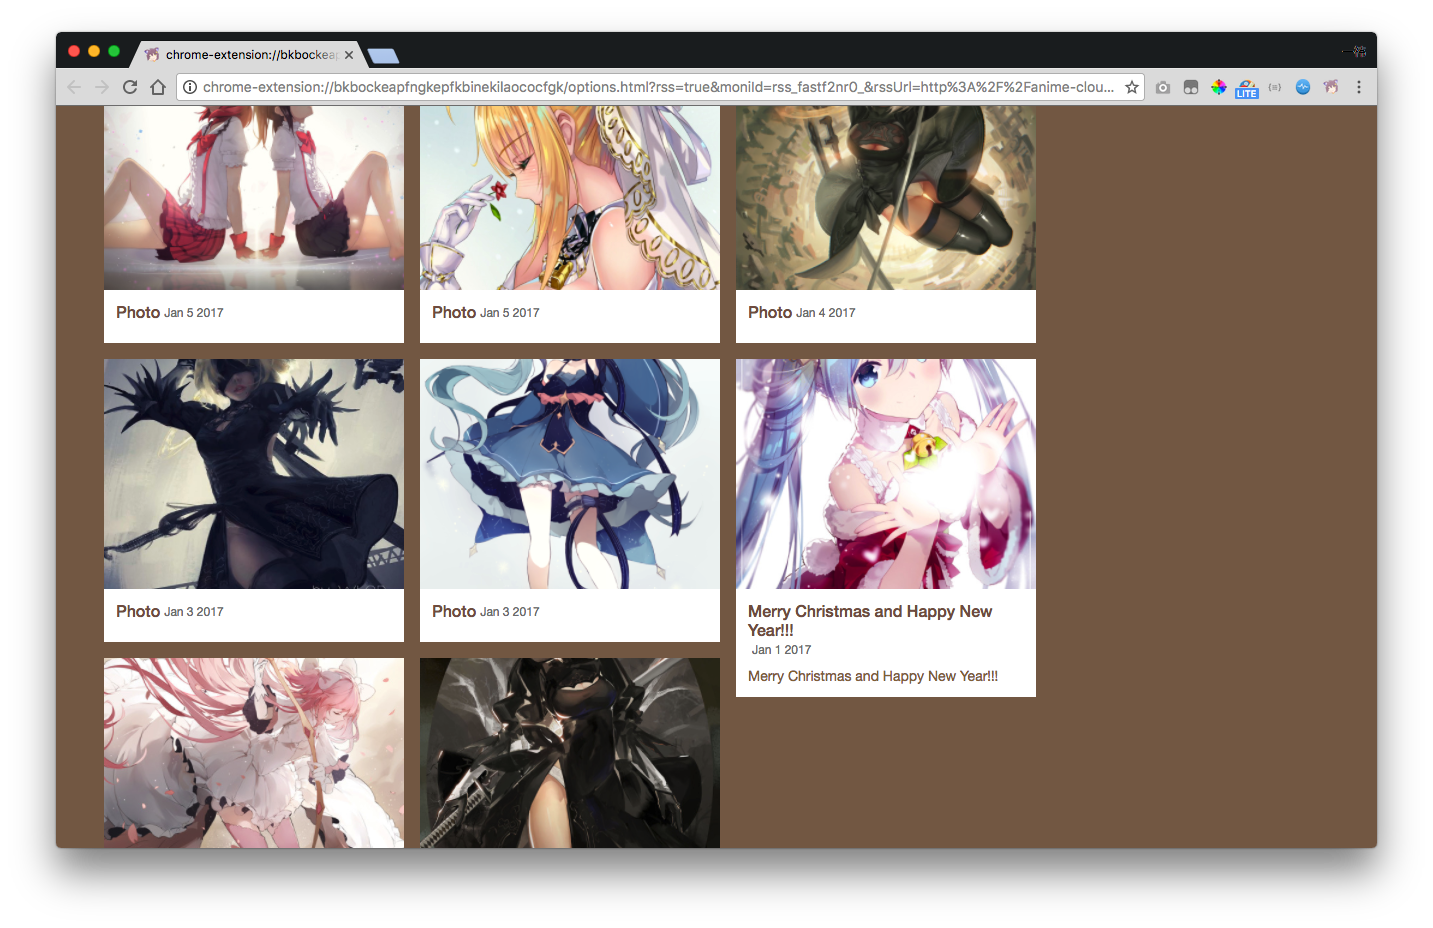 chrome-extension://bkbockea
chrome-extension://bkbockeapfngkepfkbinekilaococfgk/options.html?rss=true&moniId=rss_fastf2nr0_&rssUrl=http%3A%2F%2Fanime-clou...
LITE
Photo Jan 5 2017
Photo Jan 5 2017
Photo Jan 4 2017
Photo Jan 3 2017
Photo Jan 3 2017
Merry Christmas and Happy New
Year!!!
Jan 1 2017
Merry Christmas and Happy New Year!!!